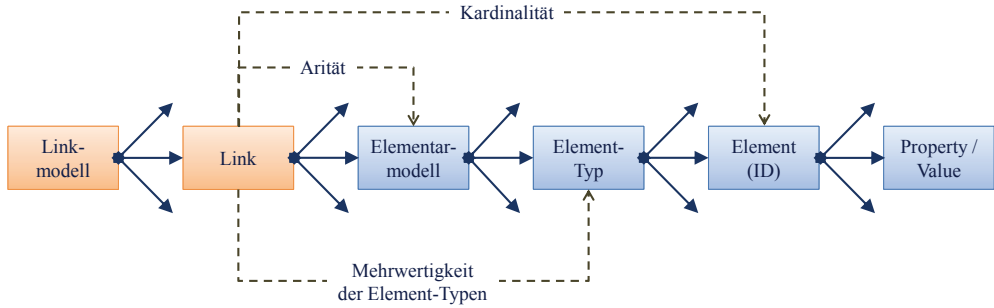 Kardinalität
Arität
Link-
modell
Link
Elementar-
modell
Element-
Typ
Element
(ID)
Property /
Value
Mehrwertigkeit
der Element-Typen